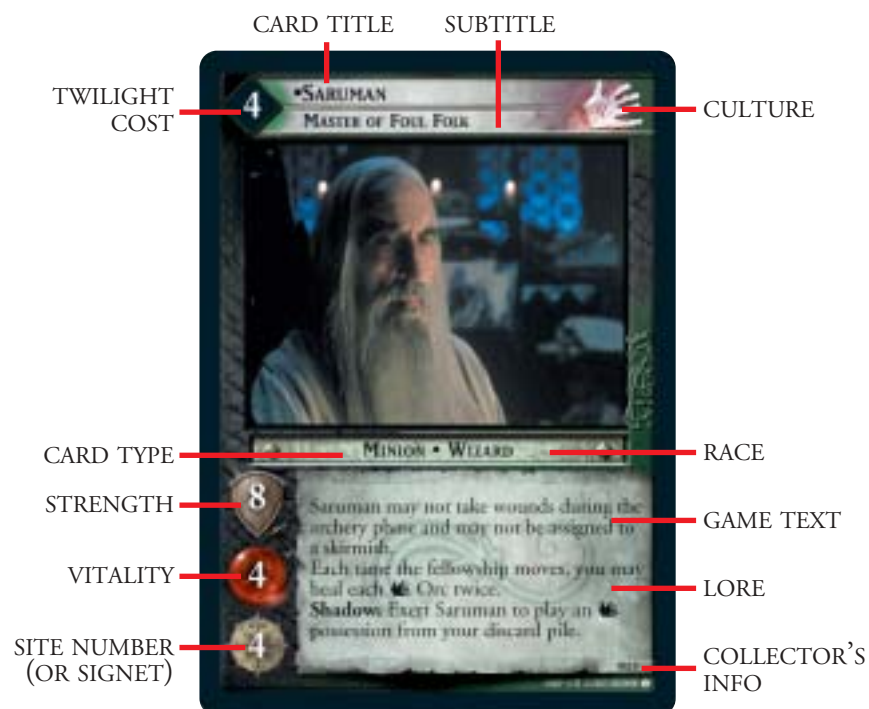 CARD TITLE
SUBTITLE
TWILIGHT
COST
4
•SARUMAN
MASTER OF FOUL FOLK
CULTURE
CARD TYPE
MINION • WIZARD
RACE
STRENGTH
8
Saruman may not take wounds during the
archery phase and may not be assigned to
a skirmish.
GAME TEXT
VITALITY
4
Each time the fellowship moves, you may
heal each Orc twice.
LORE
Shadow: Exert Saruman to play an
possession from your discard pile.
SITE NUMBER
(OR SIGNET)
4
COLLECTOR'S
INFO